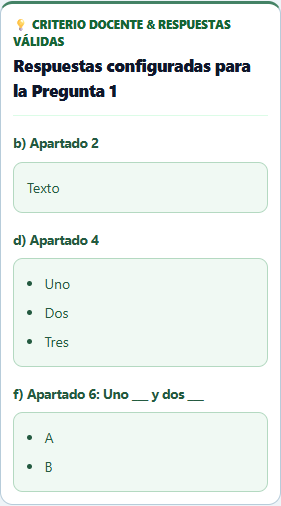 💡 CRITERIO DOCENTE & RESPUESTAS
VÁLIDAS
Respuestas configuradas para
la Pregunta 1
b) Apartado 2
Texto
d) Apartado 4
• Uno
• Dos
• Tres
f) Apartado 6: Uno ___ y dos ___
• A
• B